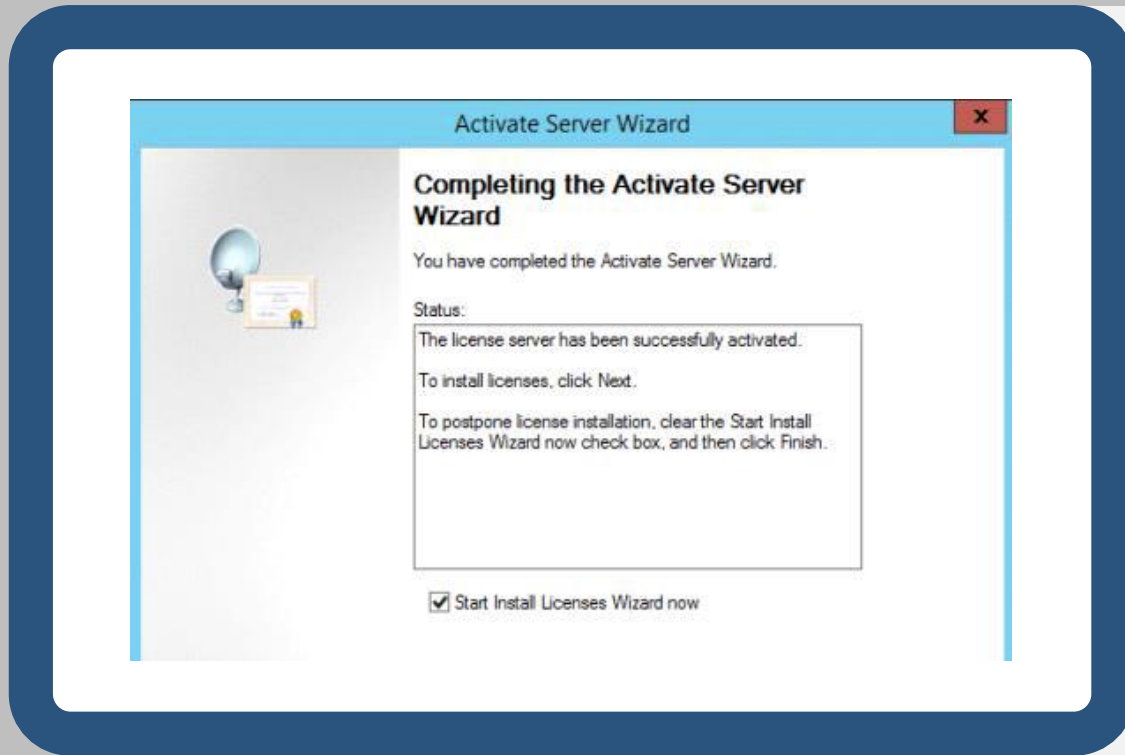 Activate Server Wizard
x
Completing the Activate Server
Wizard
You have completed the Activate Server Wizard.
Status:
The license server has been successfully activated.
To install licenses, click Next.
To postpone license installation, clear the Start Install
Licenses Wizard now check box, and then click Finish.
Start Install Licenses Wizard now